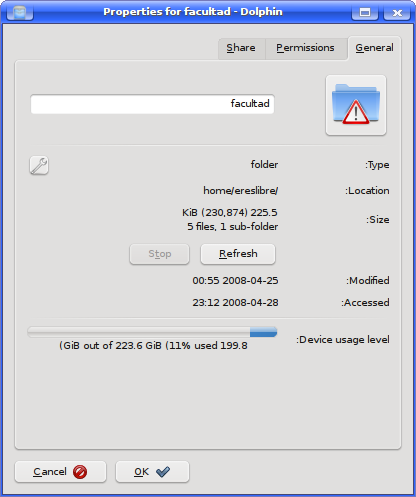 Properties for facultad - Dolphin
General
Permissions
Share
facultad
:Type
folder
:Location
home/ereslibre/
:Size
KiB (230,874) 225.5
5 files, 1 sub-folder
Refresh
Stop
:Modified
00:55 2008-04-25
:Accessed
23:12 2008-04-28
:Device usage level
(GiB out of 223.6 GiB (11% used 199.8
OK
Cancel